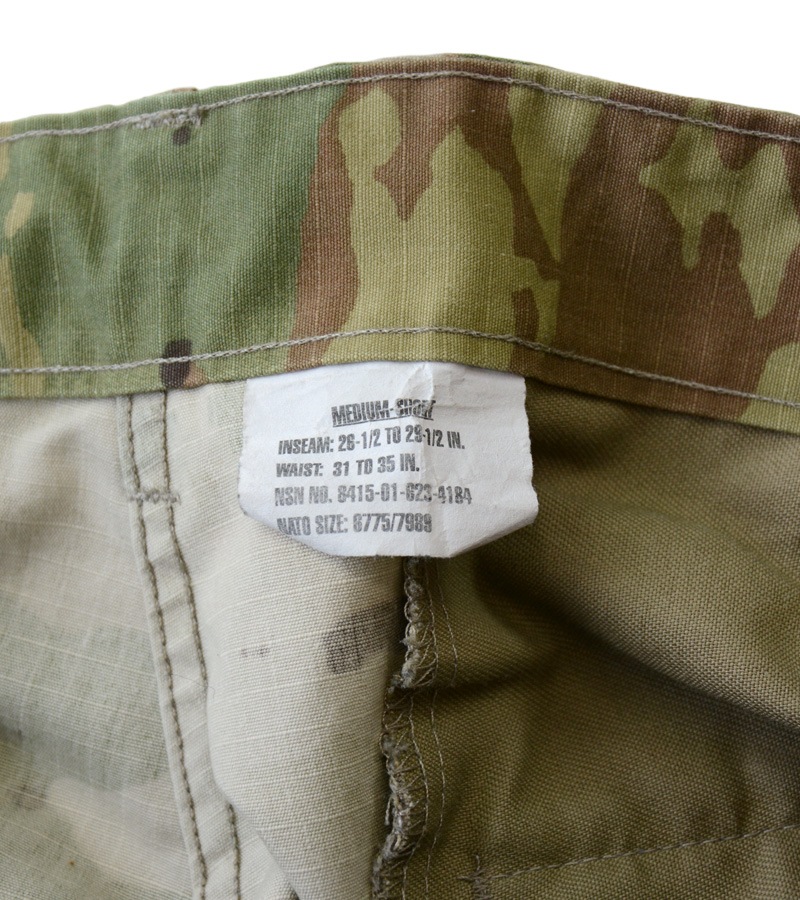 MEDIUM-SHORT
INSEAM: 26-1/2 TO 29-1/2 IN.
WAIST: 31 TO 35 IN.
NSN NO. 8415-01-623-4184
NATO SIZE: 6775/7989